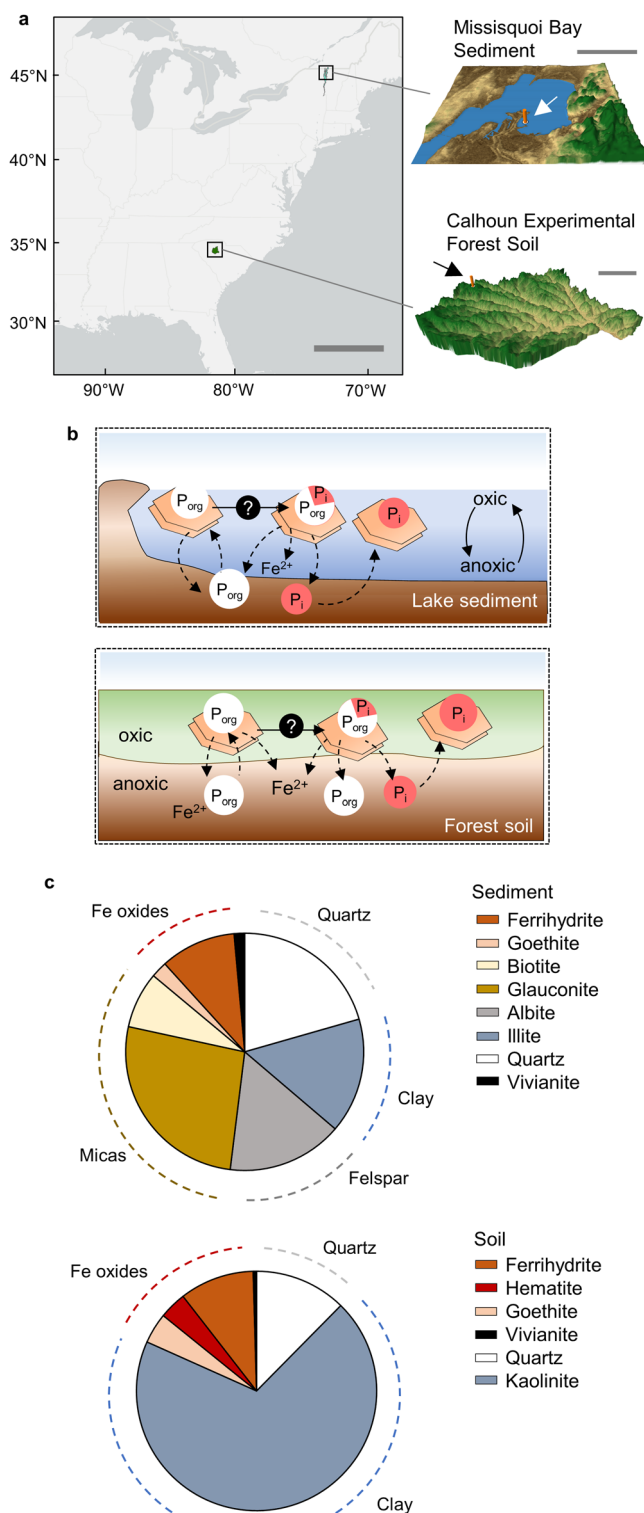 a
45°N
40°N
35°N
30°N
90°W
80°W
70°W
Missisquoi Bay
Sediment
Calhoun Experimental
Forest Soil
b
Porg
?
Pi
Porg
Pi
oxic
anoxic
Fe2+
Porg
Pi
Lake sediment
Porg
?
Pi
Porg
Pi
oxic
anoxic
Fe2+
Fe2+
Porg
Porg
Pi
Forest soil
c
Fe oxides
Quartz
Clay
Felspar
Micas
Sediment
Ferrihydrite
Goethite
Biotite
Glauconite
Albite
Illite
Quartz
Vivianite
Fe oxides
Quartz
Clay
Soil
Ferrihydrite
Hematite
Goethite
Vivianite
Quartz
Kaolinite